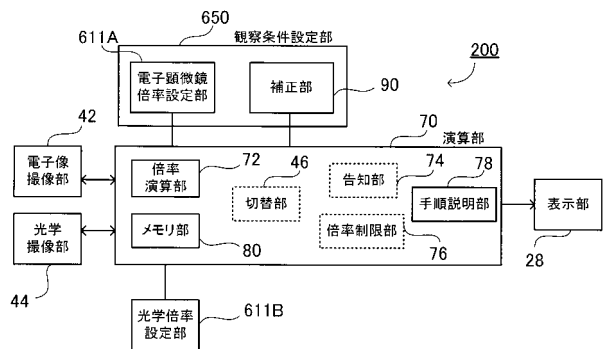 650
観察条件設定部
611A
200
電子顕微鏡
倍率設定部
補正部
90
42
70
演算部
電子像
撮像部
倍率
演算部
72
46
告知部
74
78
切替部
手順説明部
表示部
光学
撮像部
メモリ部
80
倍率制限部
76
28
44
光学倍率
設定部
611B